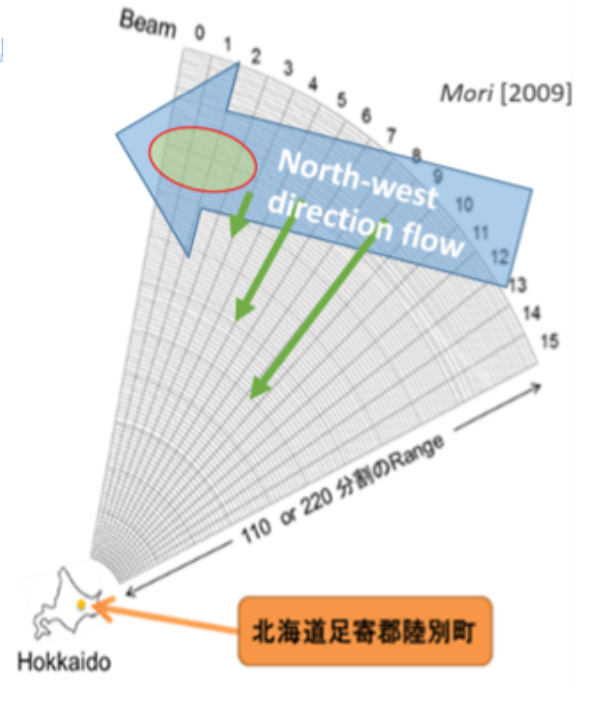 Beam 0 1 2 3 4 5 6 7 8 9 10 11 12 13 14 15
Mori [2009]
North-west
direction flow
110 or 220 分割のRange
北海道足寄郡陸別町
Hokkaido